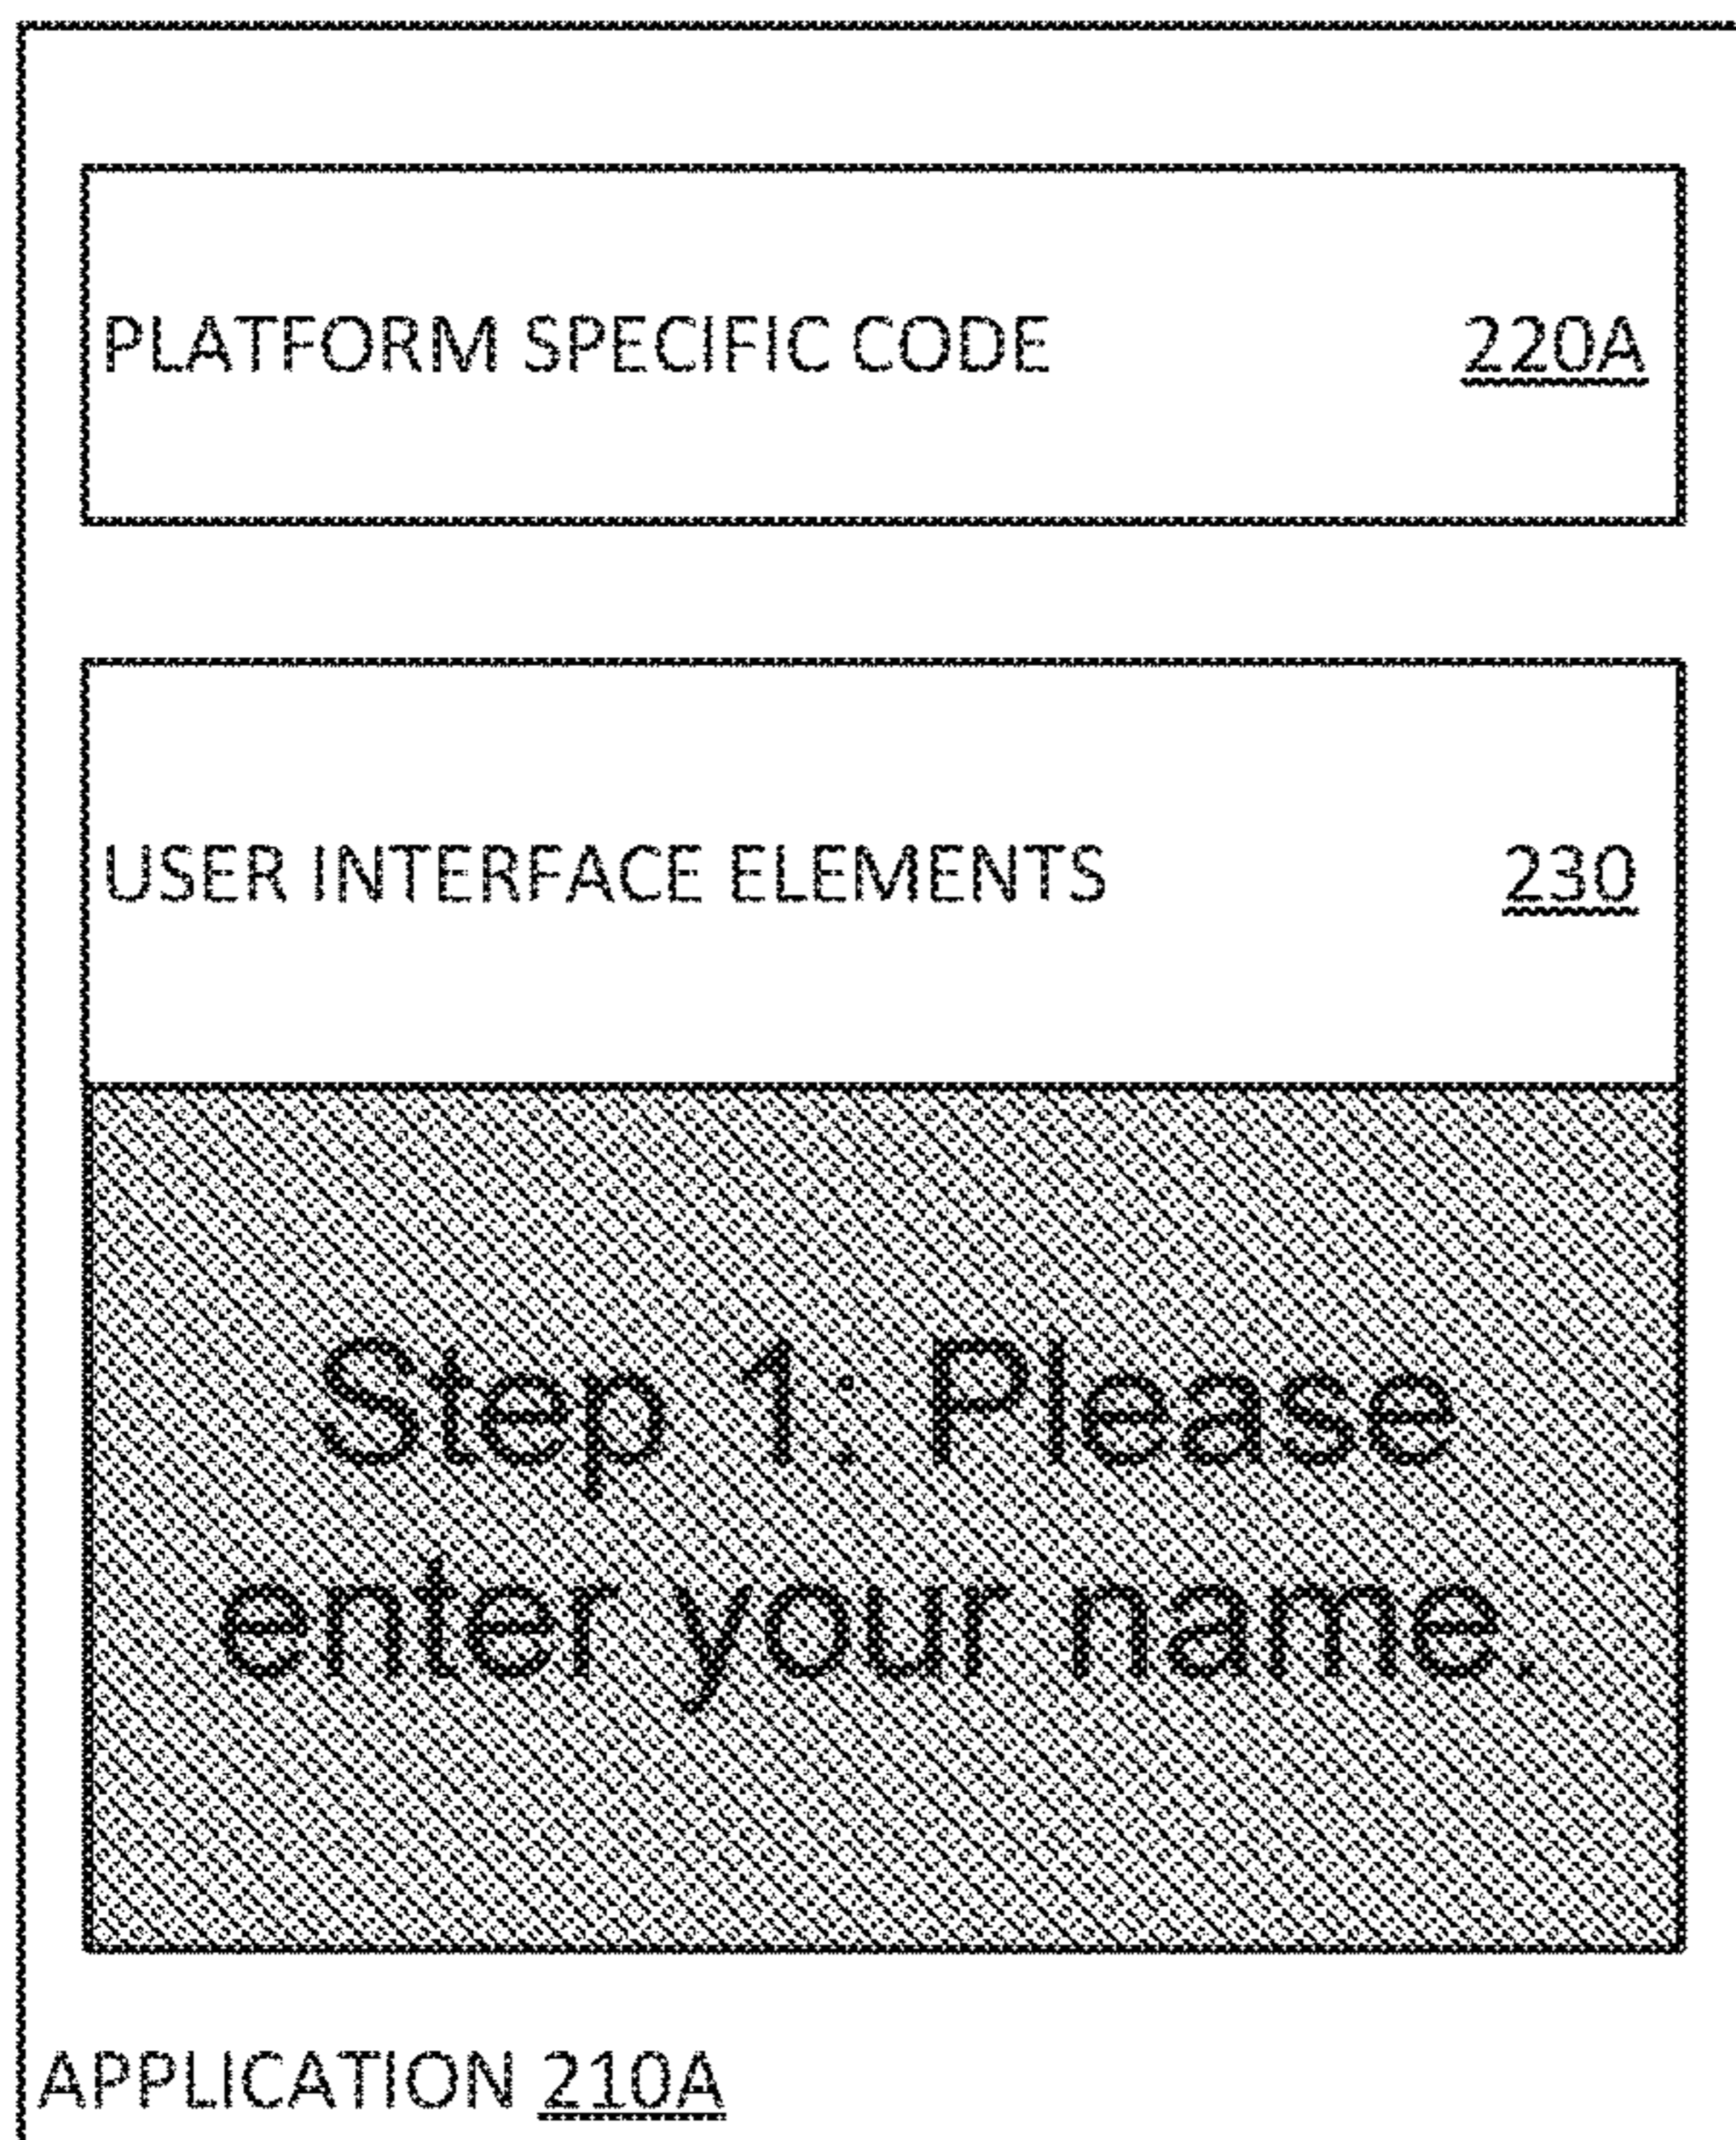 PLATFORM SPECIFIC CODE 220A
USER INTERFACE ELEMENTS 230
Step 1: Please
enter your name.
APPLICATION 210A